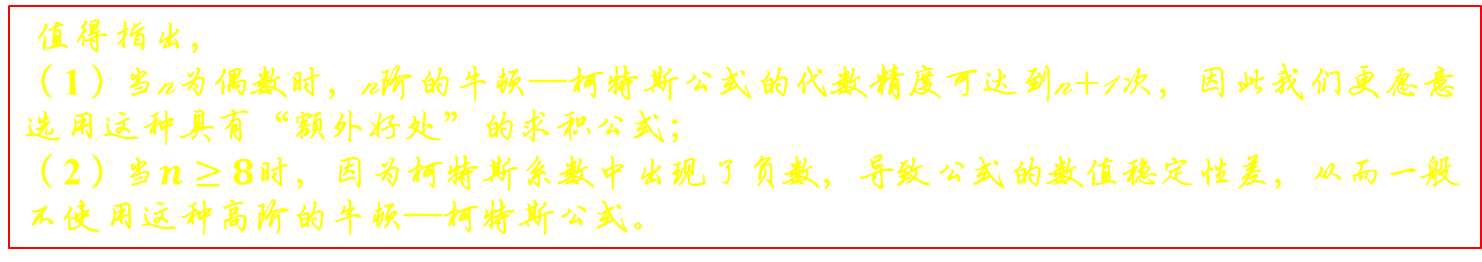 值得指出，
（1）当n为偶数时，n阶的牛顿—柯特斯公式的代数精度可达到n+1次，因此我们更愿意
选用这种具有“额外好处”的求积公式；
（2）当n ≥ 8时，因为柯特斯系数中出现了负数，导致公式的数值稳定性差，从而一般
不使用这种高阶的牛顿—柯特斯公式。